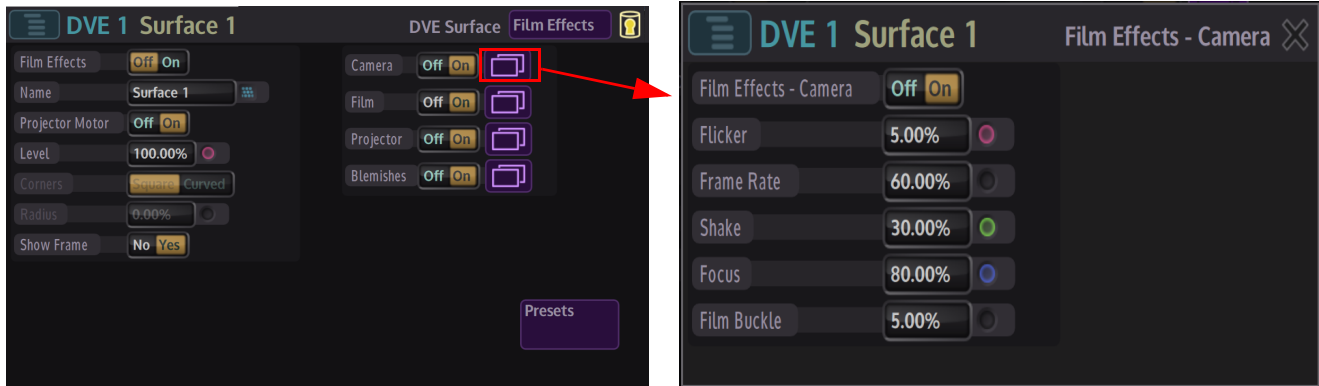 DVE 1 Surface 1 DVE Surface Film Effects
Film Effects Off On
Name Surface 1
Projector Motor Off On
Level 100.00%
Corners Square Curved
Radius 0.00%
Show Frame No Yes
Camera Off On
Film Off On
Projector Off On
Blemishes Off On
Presets
DVE 1 Surface 1 Film Effects - Camera
Film Effects - Camera Off On
Flicker 5.00%
Frame Rate 60.00%
Shake 30.00%
Focus 80.00%
Film Buckle 5.00%